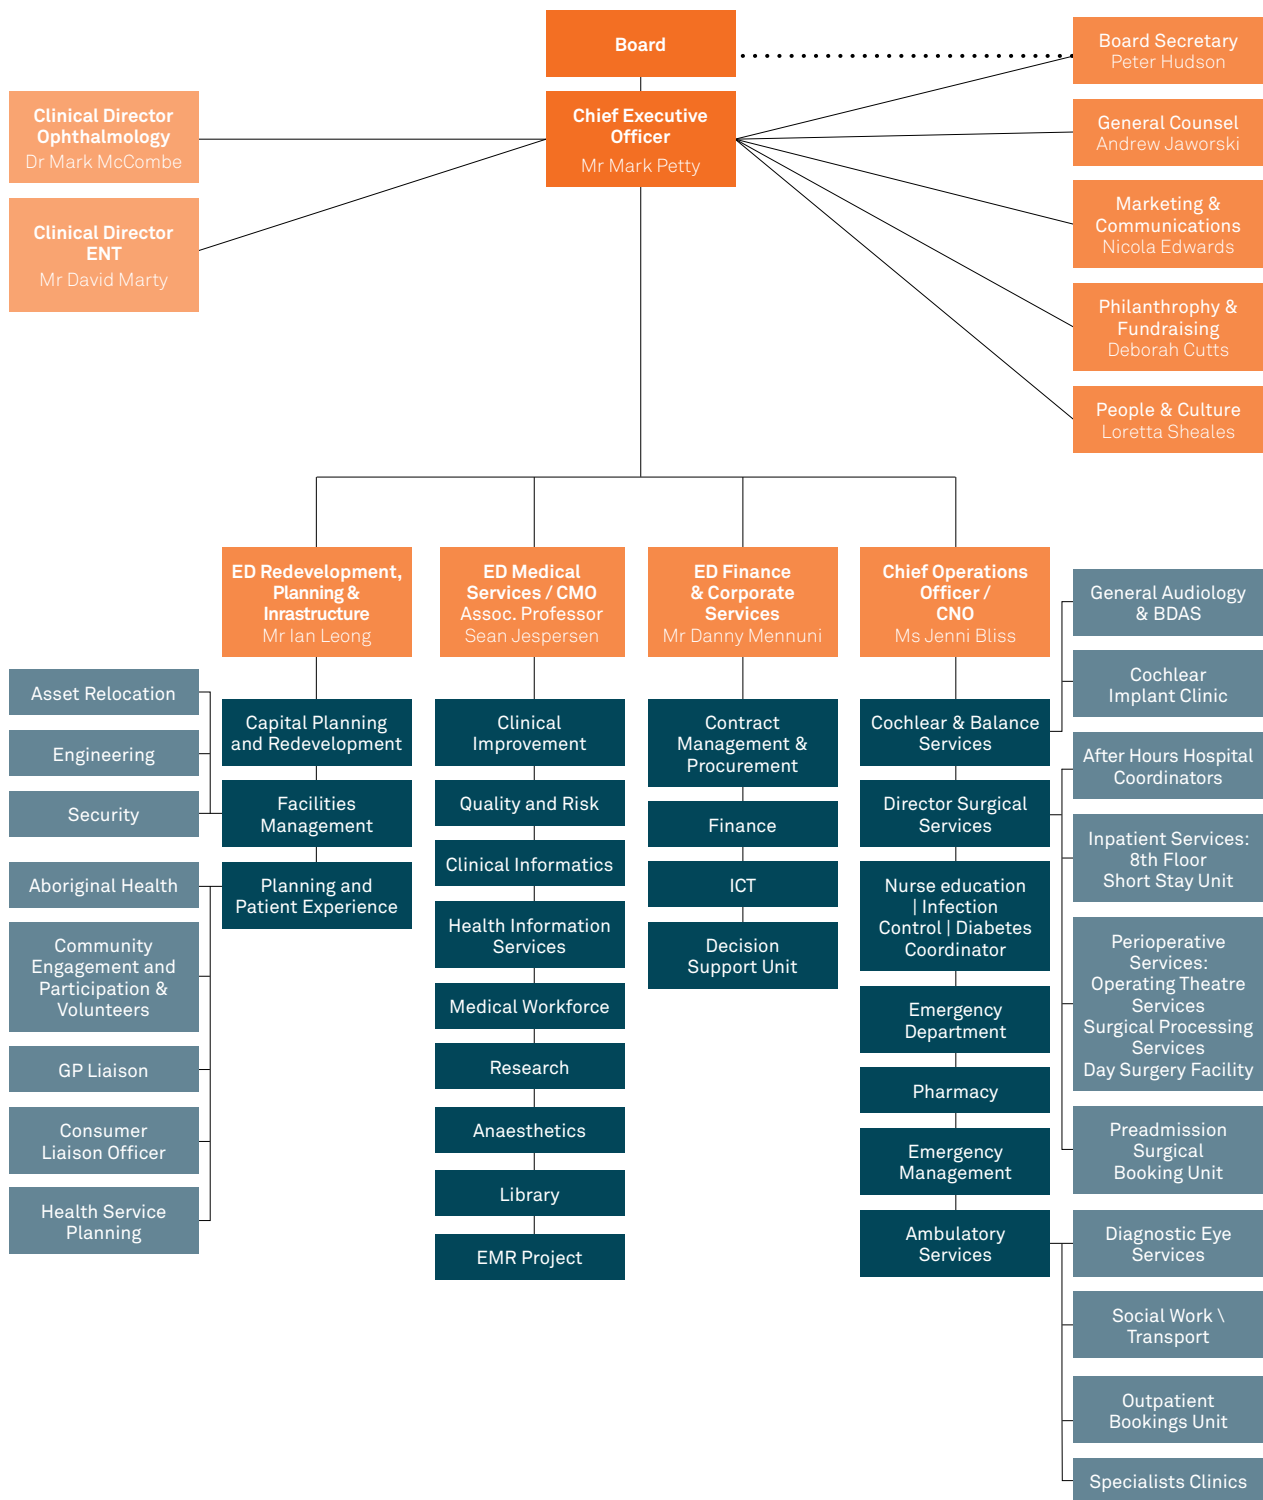 Board
Board Secretary
Peter Hudson
Clinical Director
Ophthalmology
Dr Mark McCombe
Chief Executive
Officer
Mr Mark Petty
General Counsel
Andrew Jaworski
Clinical Director
ENT
Mr David Marty
Marketing &
Communications
Nicola Edwards
Philanthropy &
Fundraising
Deborah Cutts
People & Culture
Loretta Sheales
ED Redevelopment,
Planning &
Inrastructure
Mr Ian Leong
ED Medical
Services / CMO
Assoc. Professor
Sean Jespersen
ED Finance
& Corporate
Services
Mr Danny Mennuni
Chief Operations
Officer /
CNO
Ms Jenni Bliss
Asset Relocation
Engineering
Security
Aboriginal Health
Community
Engagement and
Participation &
Volunteers
GP Liaison
Consumer
Liaison Officer
Health Service
Planning
Capital Planning
and Redevelopment
Facilities
Management
Planning and
Patient Experience
Clinical
Improvement
Quality and Risk
Clinical Informatics
Health Information
Services
Medical Workforce
Research
Anaesthetics
Library
EMR Project
Contract
Management &
Procurement
Finance
ICT
Decision
Support Unit
Cochlear & Balance
Services
Director Surgical
Services
Nurse education
| Infection
Control | Diabetes
Coordinator
Emergency
Department
Pharmacy
Emergency
Management
Ambulatory
Services
General Audiology
& BDAS
Cochlear
Implant Clinic
After Hours Hospital
Coordinators
Inpatient Services:
8th Floor
Short Stay Unit
Perioperative
Services:
Operating Theatre
Services
Surgical Processing
Services
Day Surgery Facility
Preadmission
Surgical
Booking Unit
Diagnostic Eye
Services
Social Work \
Transport
Outpatient
Bookings Unit
Specialists Clinics